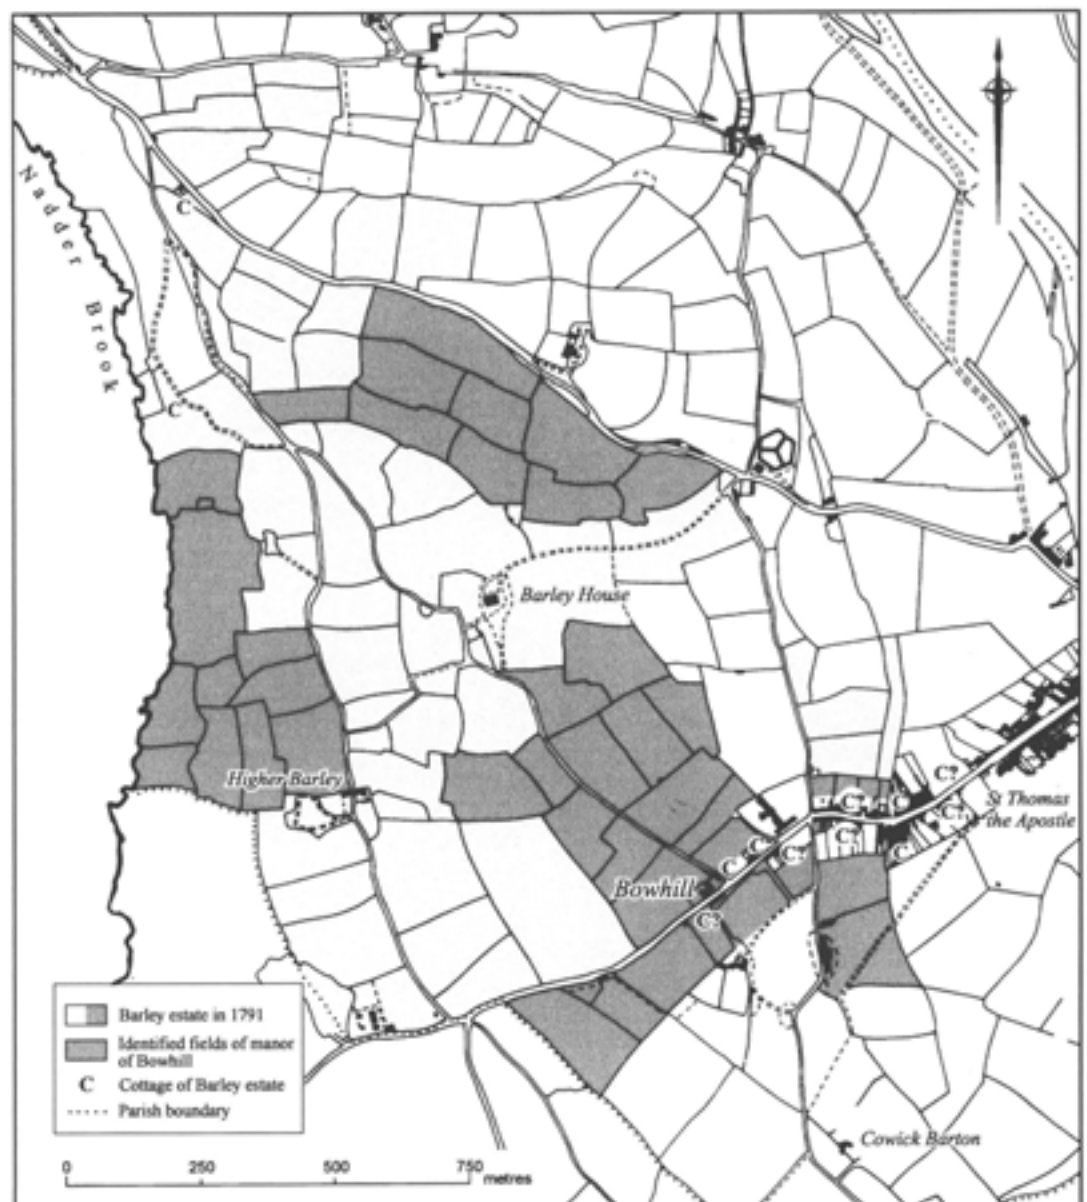 Nadder Brook
C
C
Barley House
Higher Barley
C?
St Thomas
the Apostle
C?
C
C?
C?
C
C?
C
C?
Bowhill
C?
Barley estate in 1791
Identified fields of manor
of Bowhill
C Cottage of Barley estate
Parish boundary
Cowick Barton
0 250 500 750 metres